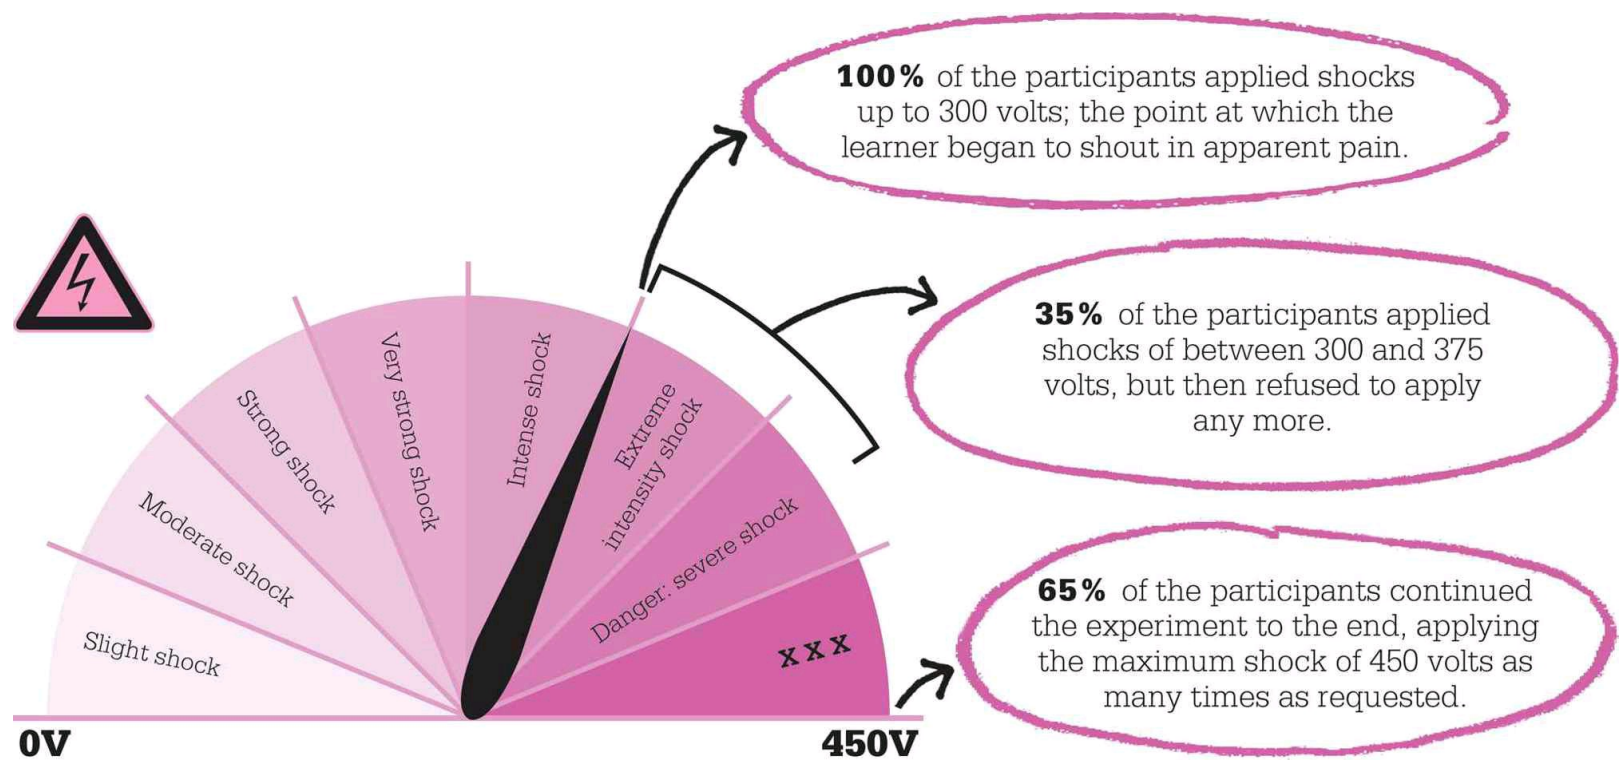 100% of the participants applied shocks
up to 300 volts; the point at which the
learner began to shout in apparent pain.
35% of the participants applied
shocks of between 300 and 375
volts, but then refused to apply
any more.
65% of the participants continued
the experiment to the end, applying
the maximum shock of 450 volts as
many times as requested.
Slight shock
Moderate shock
Strong shock
Very strong shock
Intense shock
Extreme
intensity shock
Danger: severe shock
X X X
0V
450V